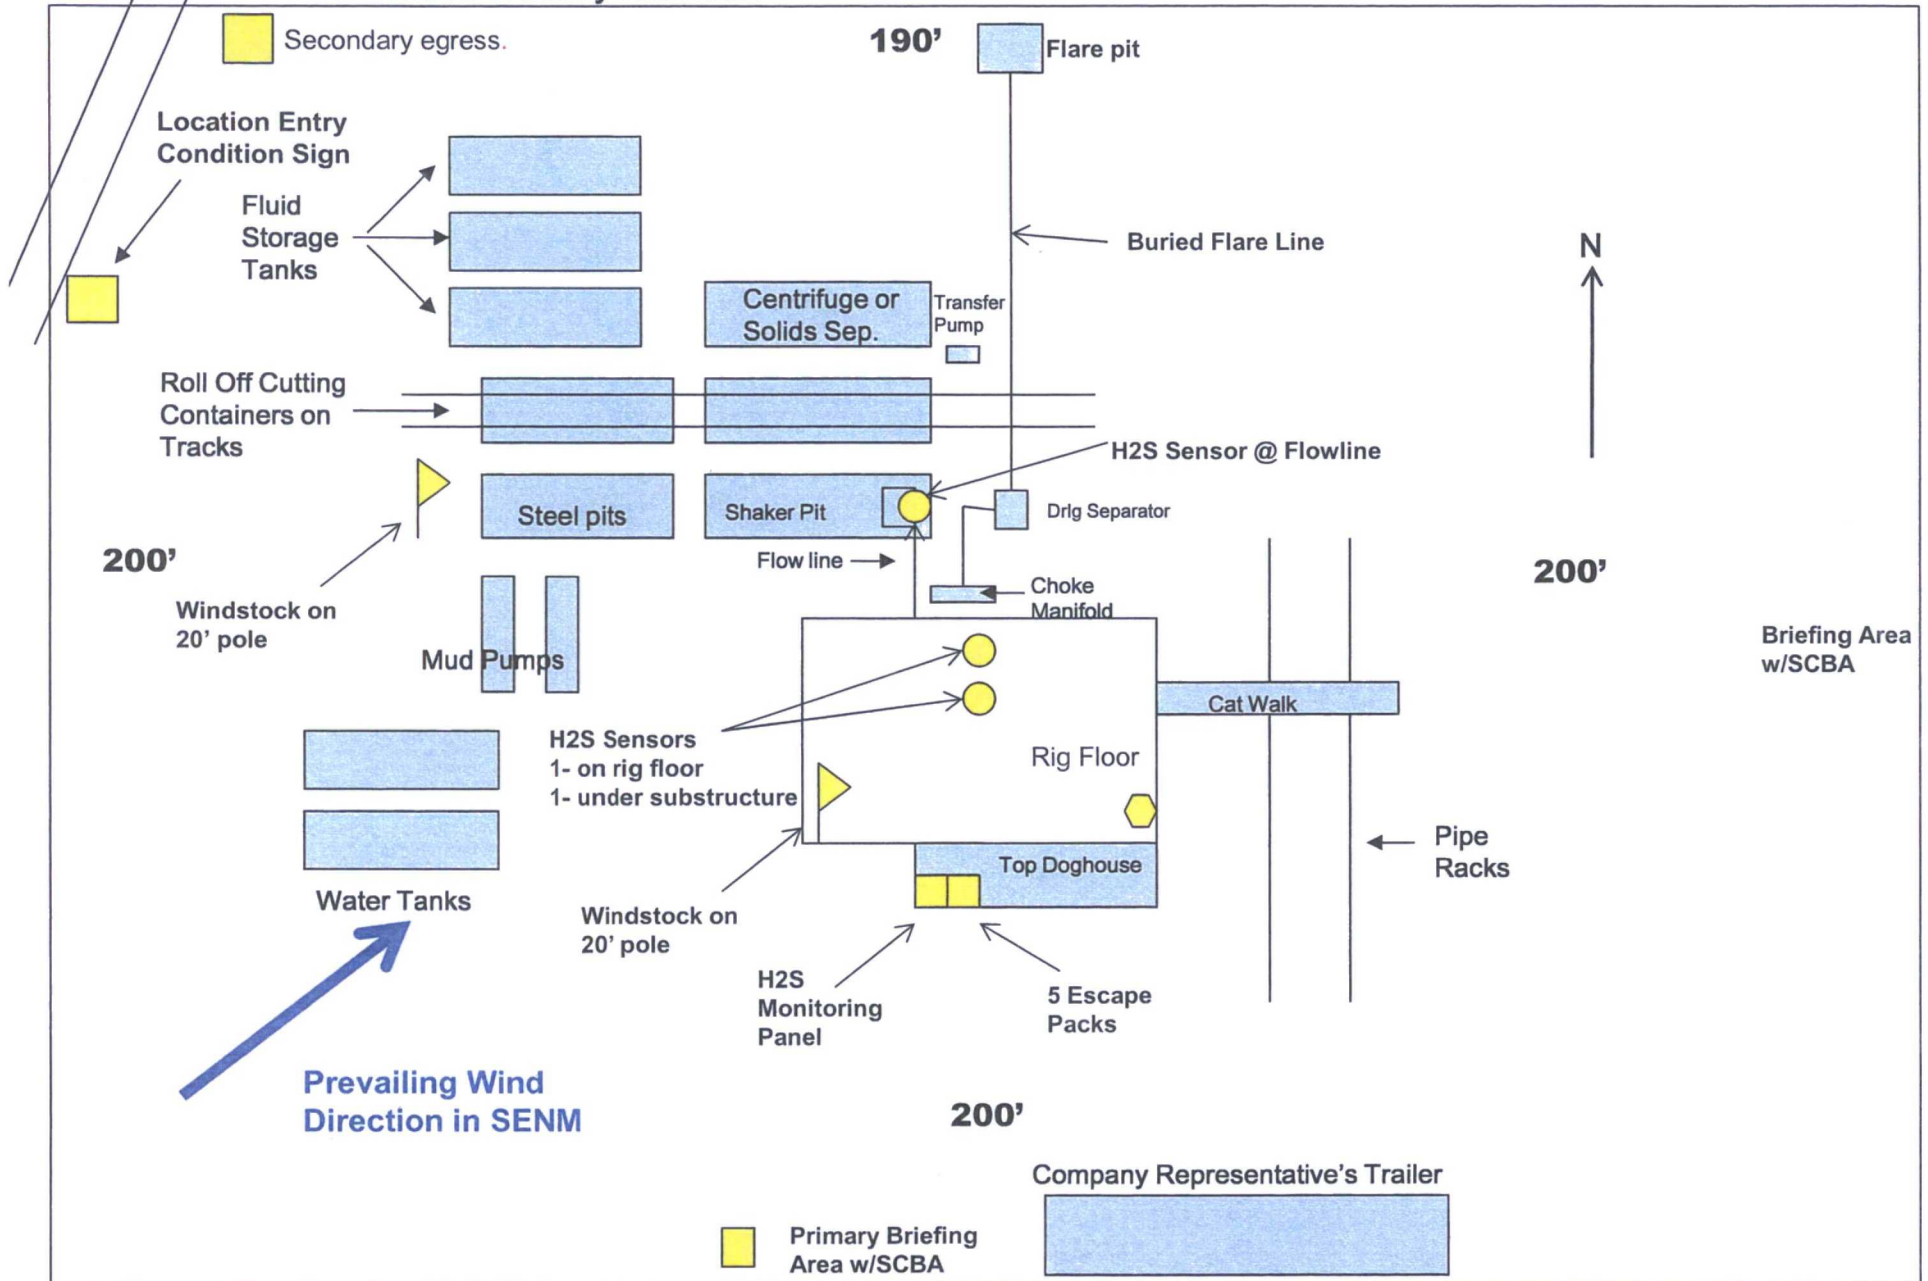 Secondary egress.
190'
Flare pit
Location Entry
Condition Sign
Fluid
Storage
Tanks
Buried Flare Line
N
Centrifuge or
Solids Sep.
Transfer
Pump
Roll Off Cutting
Containers on
Tracks
H2S Sensor @ Flowline
Steel pits
Shaker Pit
Drlg Separator
200'
Flow line
200'
Choke
Manifold
Windstock on
20' pole
Mud Pumps
Briefing Area
w/SCBA
Cat Walk
H2S Sensors
1- on rig floor
1- under substructure
Rig Floor
Pipe
Racks
Top Doghouse
Water Tanks
Windstock on
20' pole
H2S
Monitoring
Panel
5 Escape
Packs
Prevailing Wind
Direction in SENM
200'
Company Representative's Trailer
Primary Briefing
Area w/SCBA